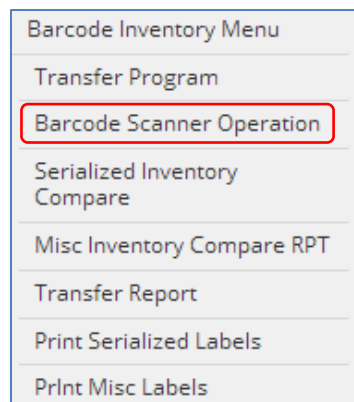 Barcode Inventory Menu
Transfer Program
Barcode Scanner Operation
Serialized Inventory
Compare
Misc Inventory Compare RPT
Transfer Report
Print Serialized Labels
PrInt Misc Labels